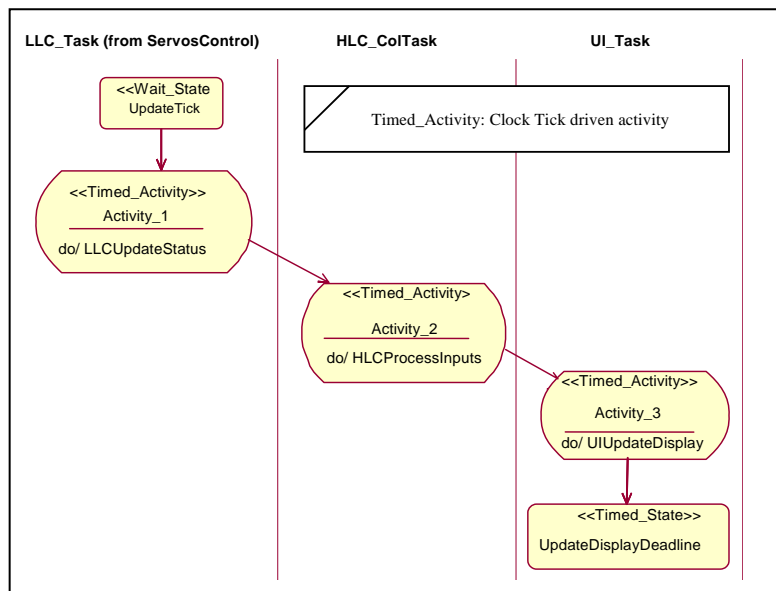 LLC_Task (from ServosControl)
HLC_ColTask
UI_Task
<<Wait_State
UpdateTick
Timed_Activity: Clock Tick driven activity
<<Timed_Activity>>
Activity_1
do/ LLCUpdateStatus
<<Timed_Activity>
Activity_2
do/ HLCProcessInputs
<<Timed_Activity>>
Activity_3
do/ UIUpdateDisplay
<<Timed_State>>
UpdateDisplayDeadline